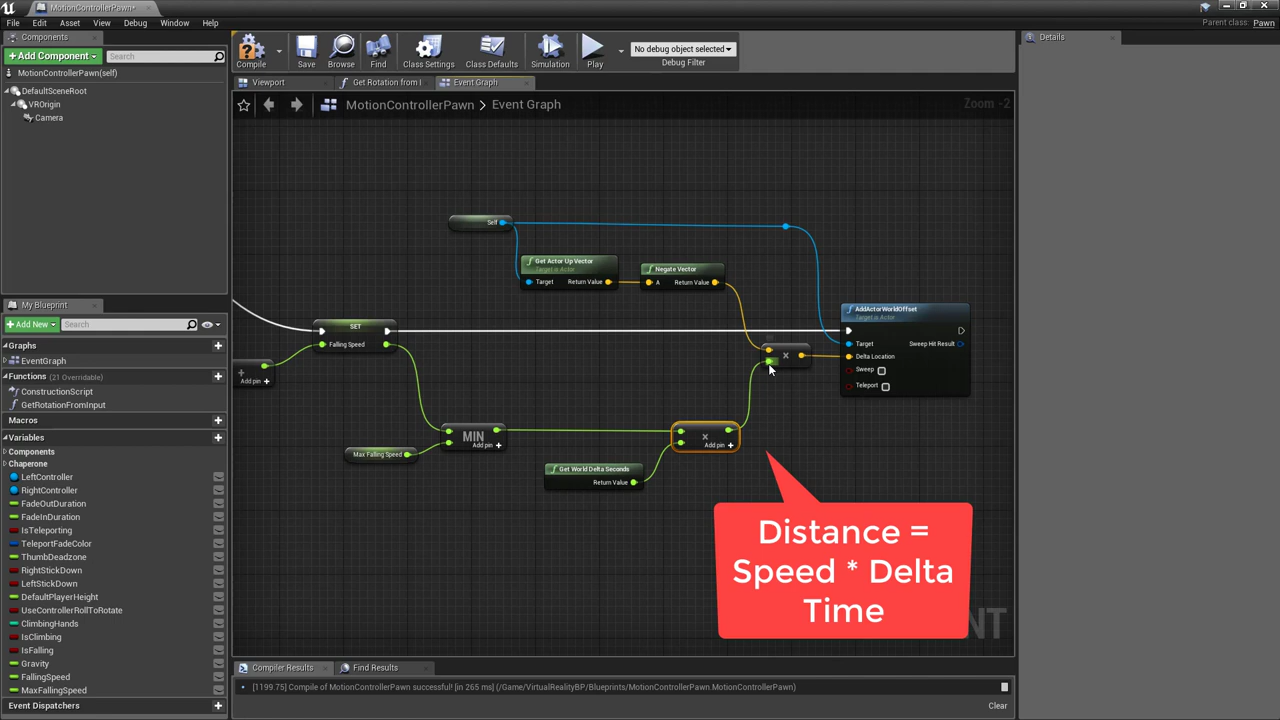 MotionControllerPawn*
File Edit Asset View Debug Window Help
Parent class: Pawn
Components
+ Add Component
Search
MotionControllerPawn(self)
DefaultSceneRoot
VROrigin
Camera
Compile
Save
Browse
Find
Class Settings
Class Defaults
Simulation
Play
No debug object selected
Debug Filter
Details
Viewport
Get Rotation from I
Event Graph
MotionControllerPawn > Event Graph
Zoom -2
Self
Get Actor Up Vector
Target is Actor
Target Return Value
Negate Vector
A Return Value
SET
Falling Speed
+
Add pin +
AddActorWorldOffset
Target is Actor
Target Sweep Hit Result
Delta Location
Sweep
Teleport
×
MIN
Add pin +
Max Falling Speed
×
Add pin +
Get World Delta Seconds
Return Value
Distance =
Speed * Delta
Time
NT
My Blueprint
+ Add New
Search
Graphs
EventGraph
Functions (21 Overridable)
ConstructionScript
GetRotationFromInput
Macros
Variables
Components
Chaperone
LeftController
RightController
FadeOutDuration
FadeInDuration
IsTeleporting
TeleportFadeColor
ThumbDeadzone
RightStickDown
LeftStickDown
DefaultPlayerHeight
UseControllerRollToRotate
ClimbingHands
IsClimbing
IsFalling
Gravity
FallingSpeed
MaxFallingSpeed
Event Dispatchers
Compiler Results
Find Results
[1199.75] Compile of MotionControllerPawn successful! [in 265 ms] (/Game/VirtualRealityBP/Blueprints/MotionControllerPawn.MotionControllerPawn)
Clear